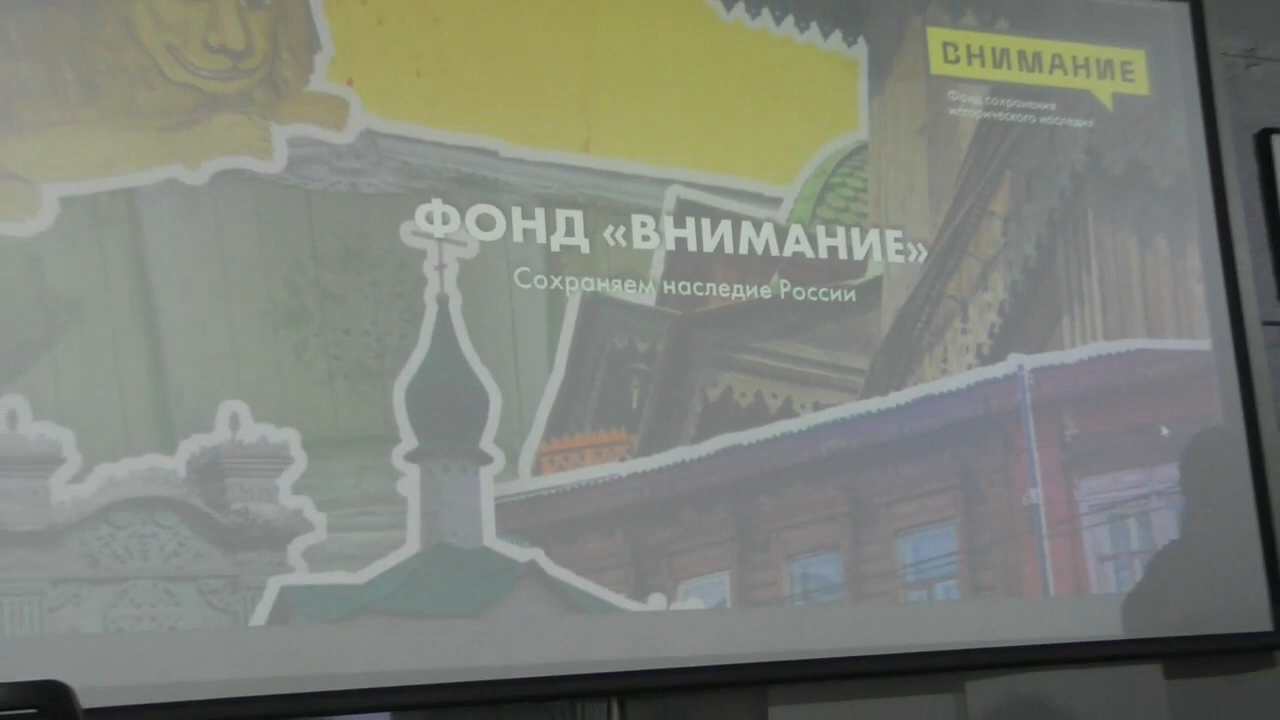 ВНИМАНИЕ
Фонд сохранения
исторического наследия
ФОНД «ВНИМАНИЕ»
Сохраняем наследие России